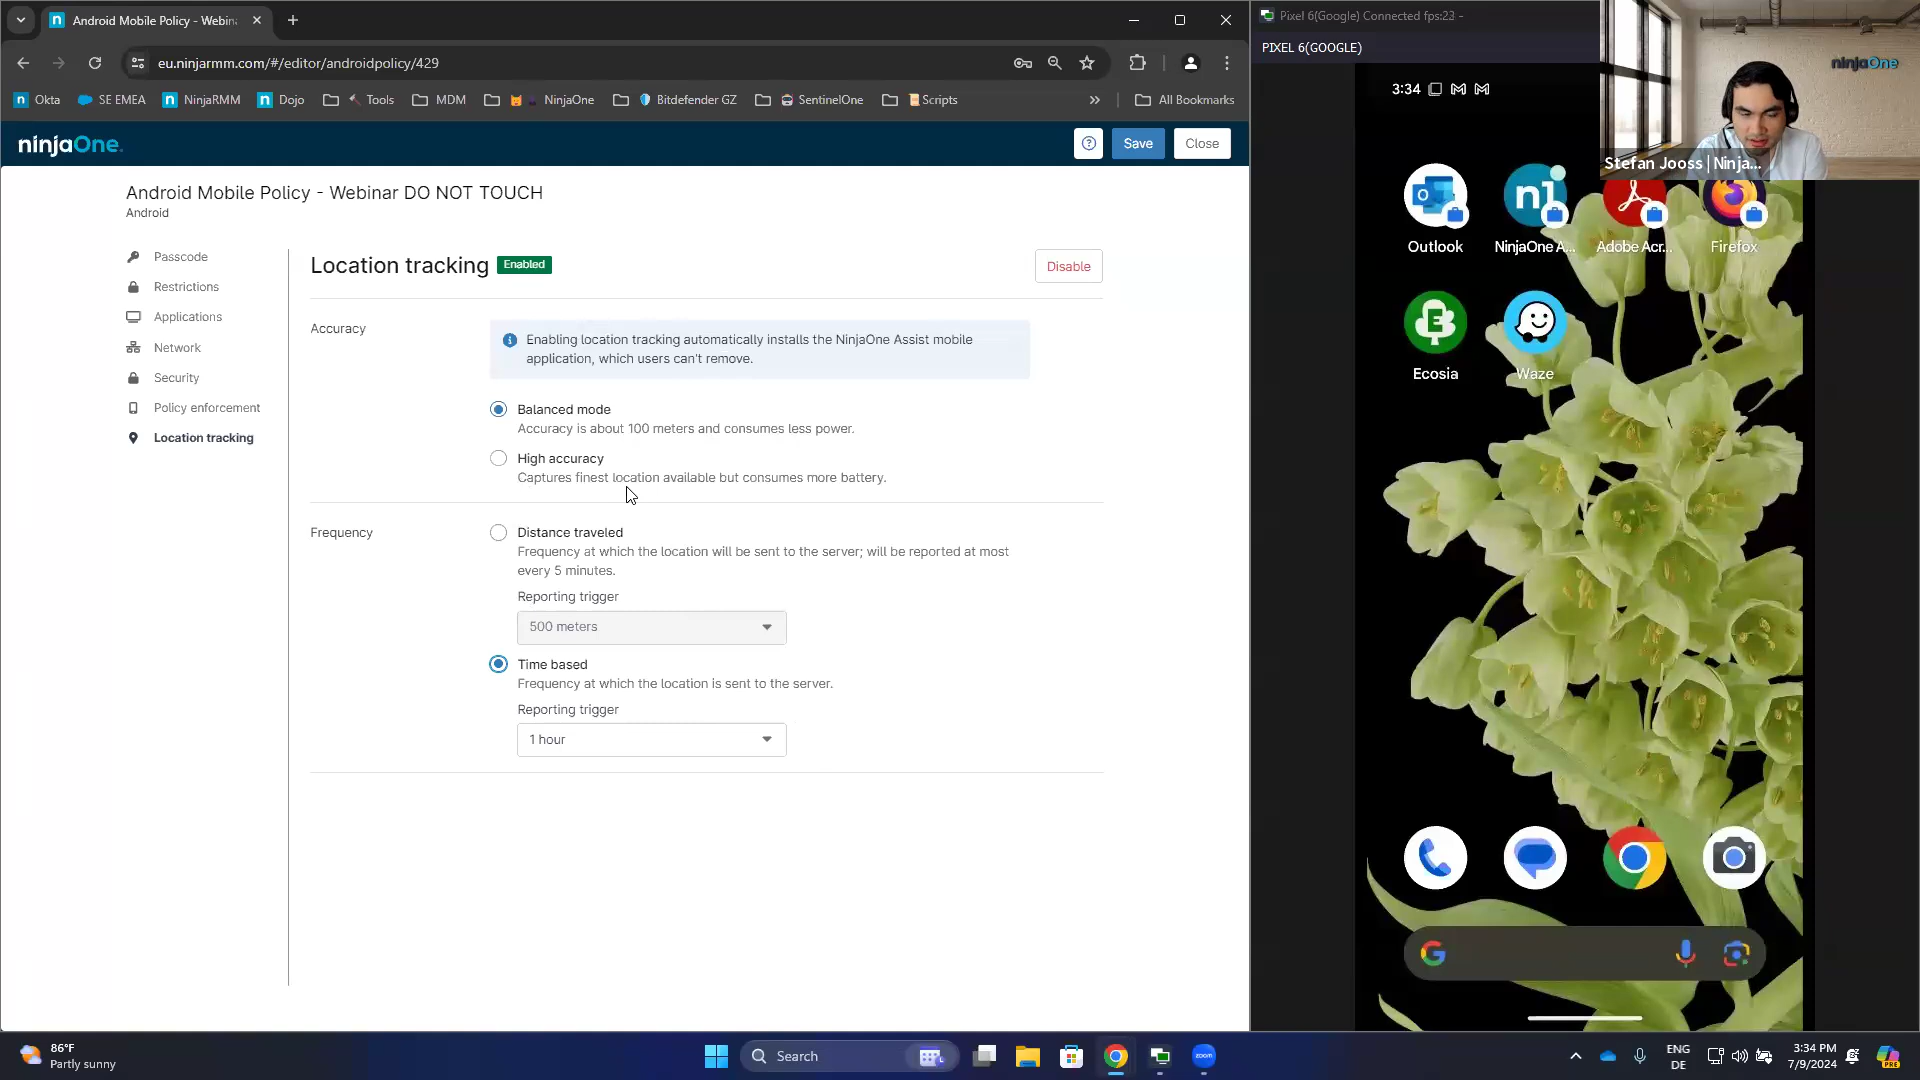 Android Mobile Policy - Webin
eu.ninjarmm.com/#/editor/androidpolicy/429
Okta
SE EMEA
NinjaRMM
Dojo
Tools
MDM
NinjaOne
Bitdefender GZ
SentinelOne
Scripts
»
All Bookmarks
ninjaOne.
Save
Close
Android Mobile Policy - Webinar DO NOT TOUCH
Android
Passcode
Restrictions
Applications
Network
Security
Policy enforcement
Location tracking
Location tracking
Enabled
Disable
Accuracy
Enabling location tracking automatically installs the NinjaOne Assist mobile
application, which users can't remove.
Balanced mode
Accuracy is about 100 meters and consumes less power.
High accuracy
Captures finest location available but consumes more battery.
Frequency
Distance traveled
Frequency at which the location will be sent to the server; will be reported at most
every 5 minutes.
Reporting trigger
500 meters
Time based
Frequency at which the location is sent to the server.
Reporting trigger
1 hour
Pixel 6(Google) Connected fps:23 -
PIXEL 6(GOOGLE)
3:34
ninjaOne
Stefan Jooss | Ninja...
Outlook
NinjaOne A...
Adobe Acr...
Firefox
Ecosia
Waze
86°F
Partly sunny
Search
zoom
ENG
DE
3:34 PM
7/9/2024
PRE